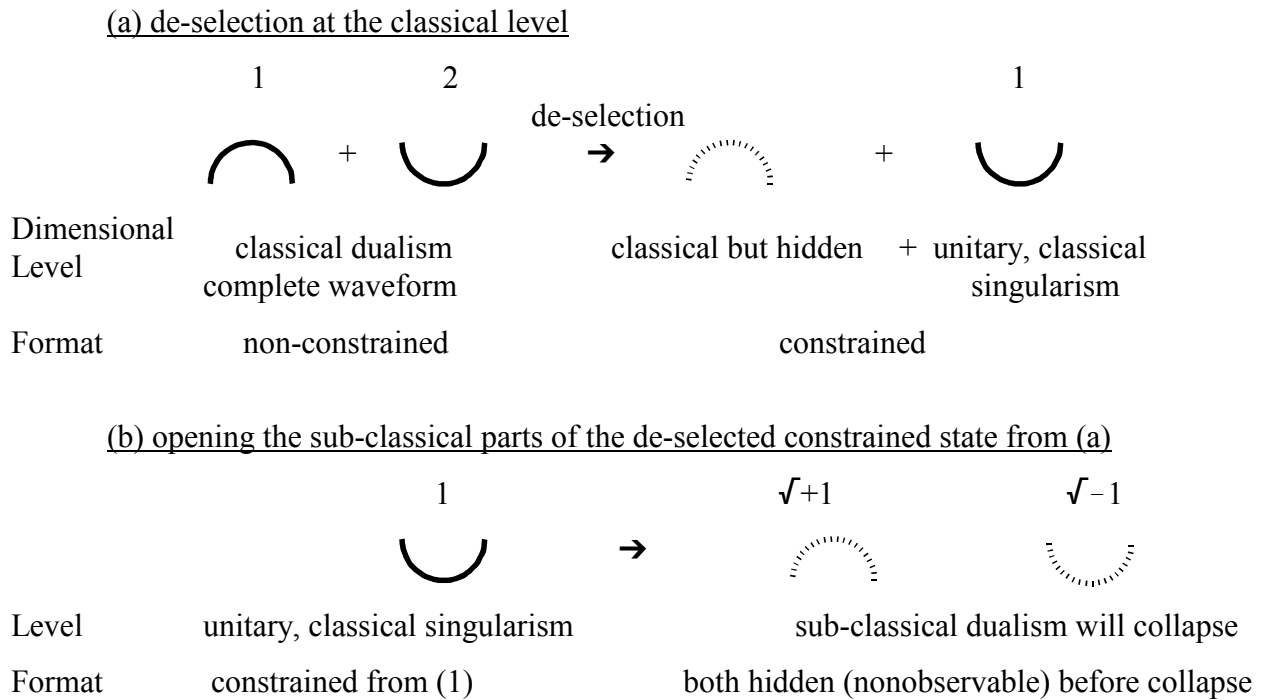 (a) de-selection at the classical level
1 2 1
de-selection
+ ➔ +
Dimensional
Level
classical dualism classical but hidden + unitary, classical
complete waveform singularism
Format non-constrained constrained
(b) opening the sub-classical parts of the de-selected constrained state from (a)
1 √+1 √-1
➔
Level unitary, classical singularism sub-classical dualism will collapse
Format constrained from (1) both hidden (nonobservable) before collapse